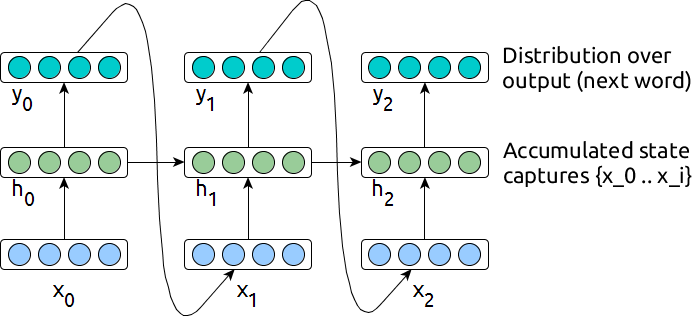 Distribution over
output (next word)
y0
y1
y2
Accumulated state
captures {x_0 .. x_i}
h0
h1
h2
x0
x1
x2